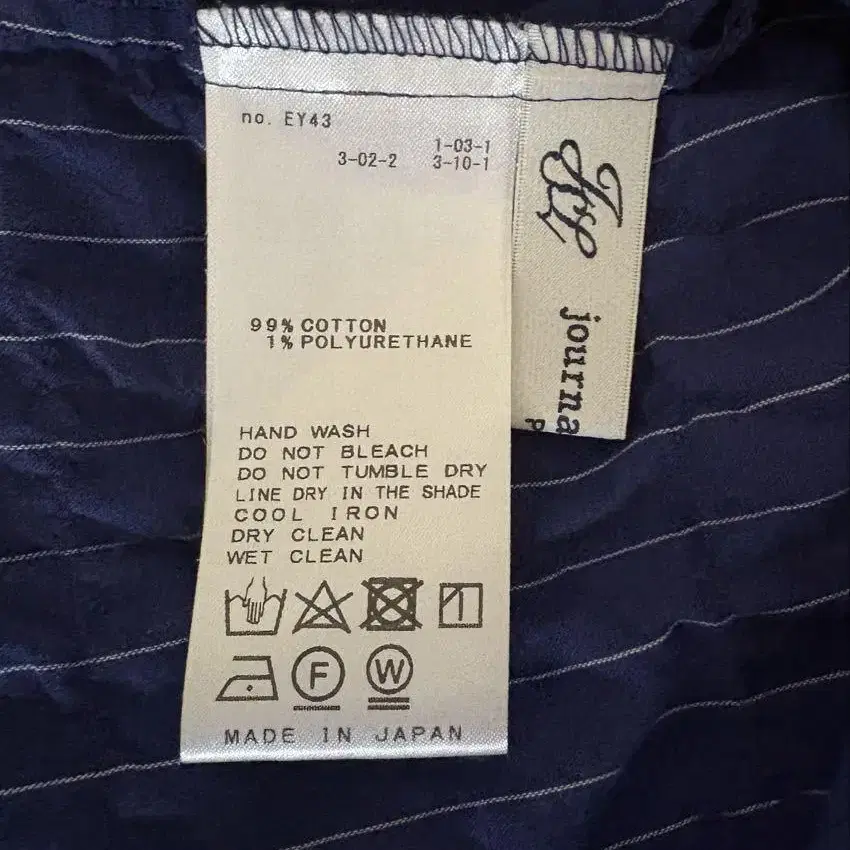 no. EY43
1-03-1
3-02-2 3-10-1
99% COTTON
1% POLYURETHANE
HAND WASH
DO NOT BLEACH
DO NOT TUMBLE DRY
LINE DRY IN THE SHADE
COOL IRON
DRY CLEAN
WET CLEAN
F W
MADE IN JAPAN
journa
P